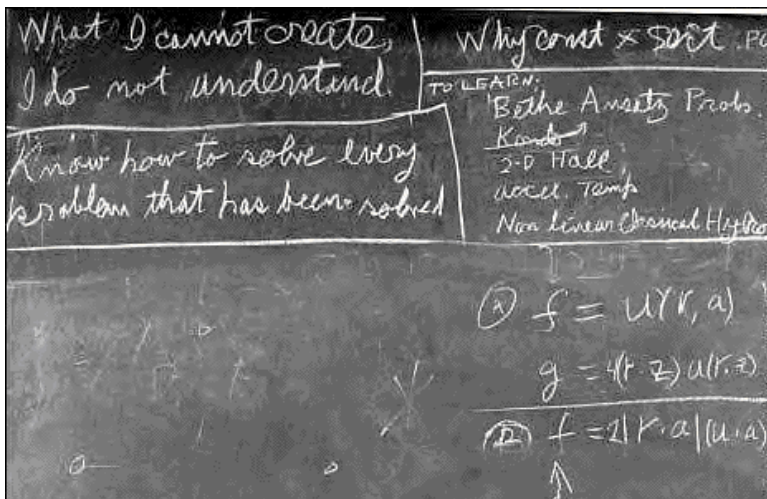 What I cannot create,
I do not understand.
Know how to solve every
problem that has been solved
Why const × sort . PO
TO LEARN:
Bethe Ansatz Probs.
Kondo
2-D Hall
accel. Temp
Non linear Classical Hydro
Ⓐ f = u(r, a)
g = 4(r·z) u(r, z)
f = 2|r·a|(u·a)